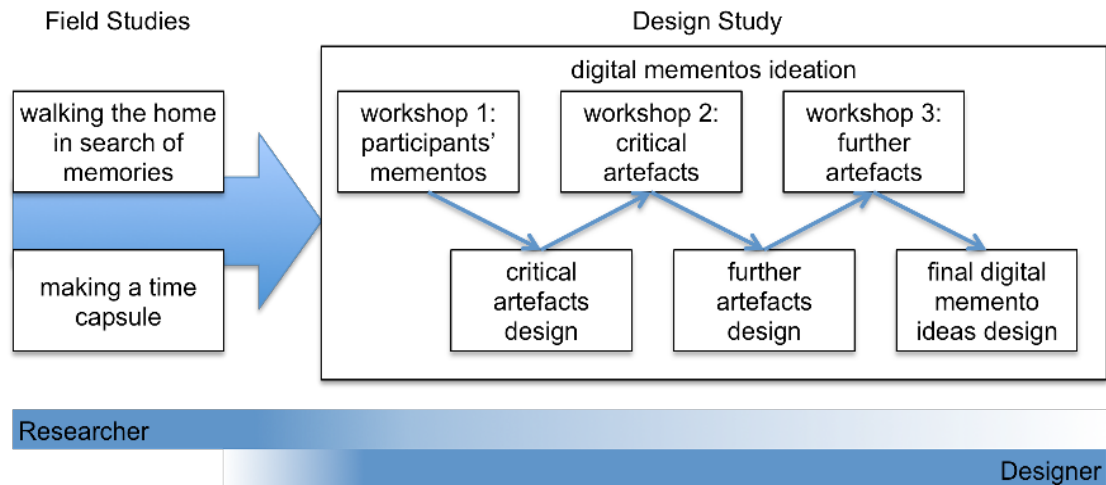 Field Studies
Design Study
digital mementos ideation
walking the home
in search of
memories
workshop 1:
participants’
mementos
workshop 2:
critical
artefacts
workshop 3:
further
artefacts
making a time
capsule
critical
artefacts
design
further
artefacts
design
final digital
memento
ideas design
Researcher
Designer